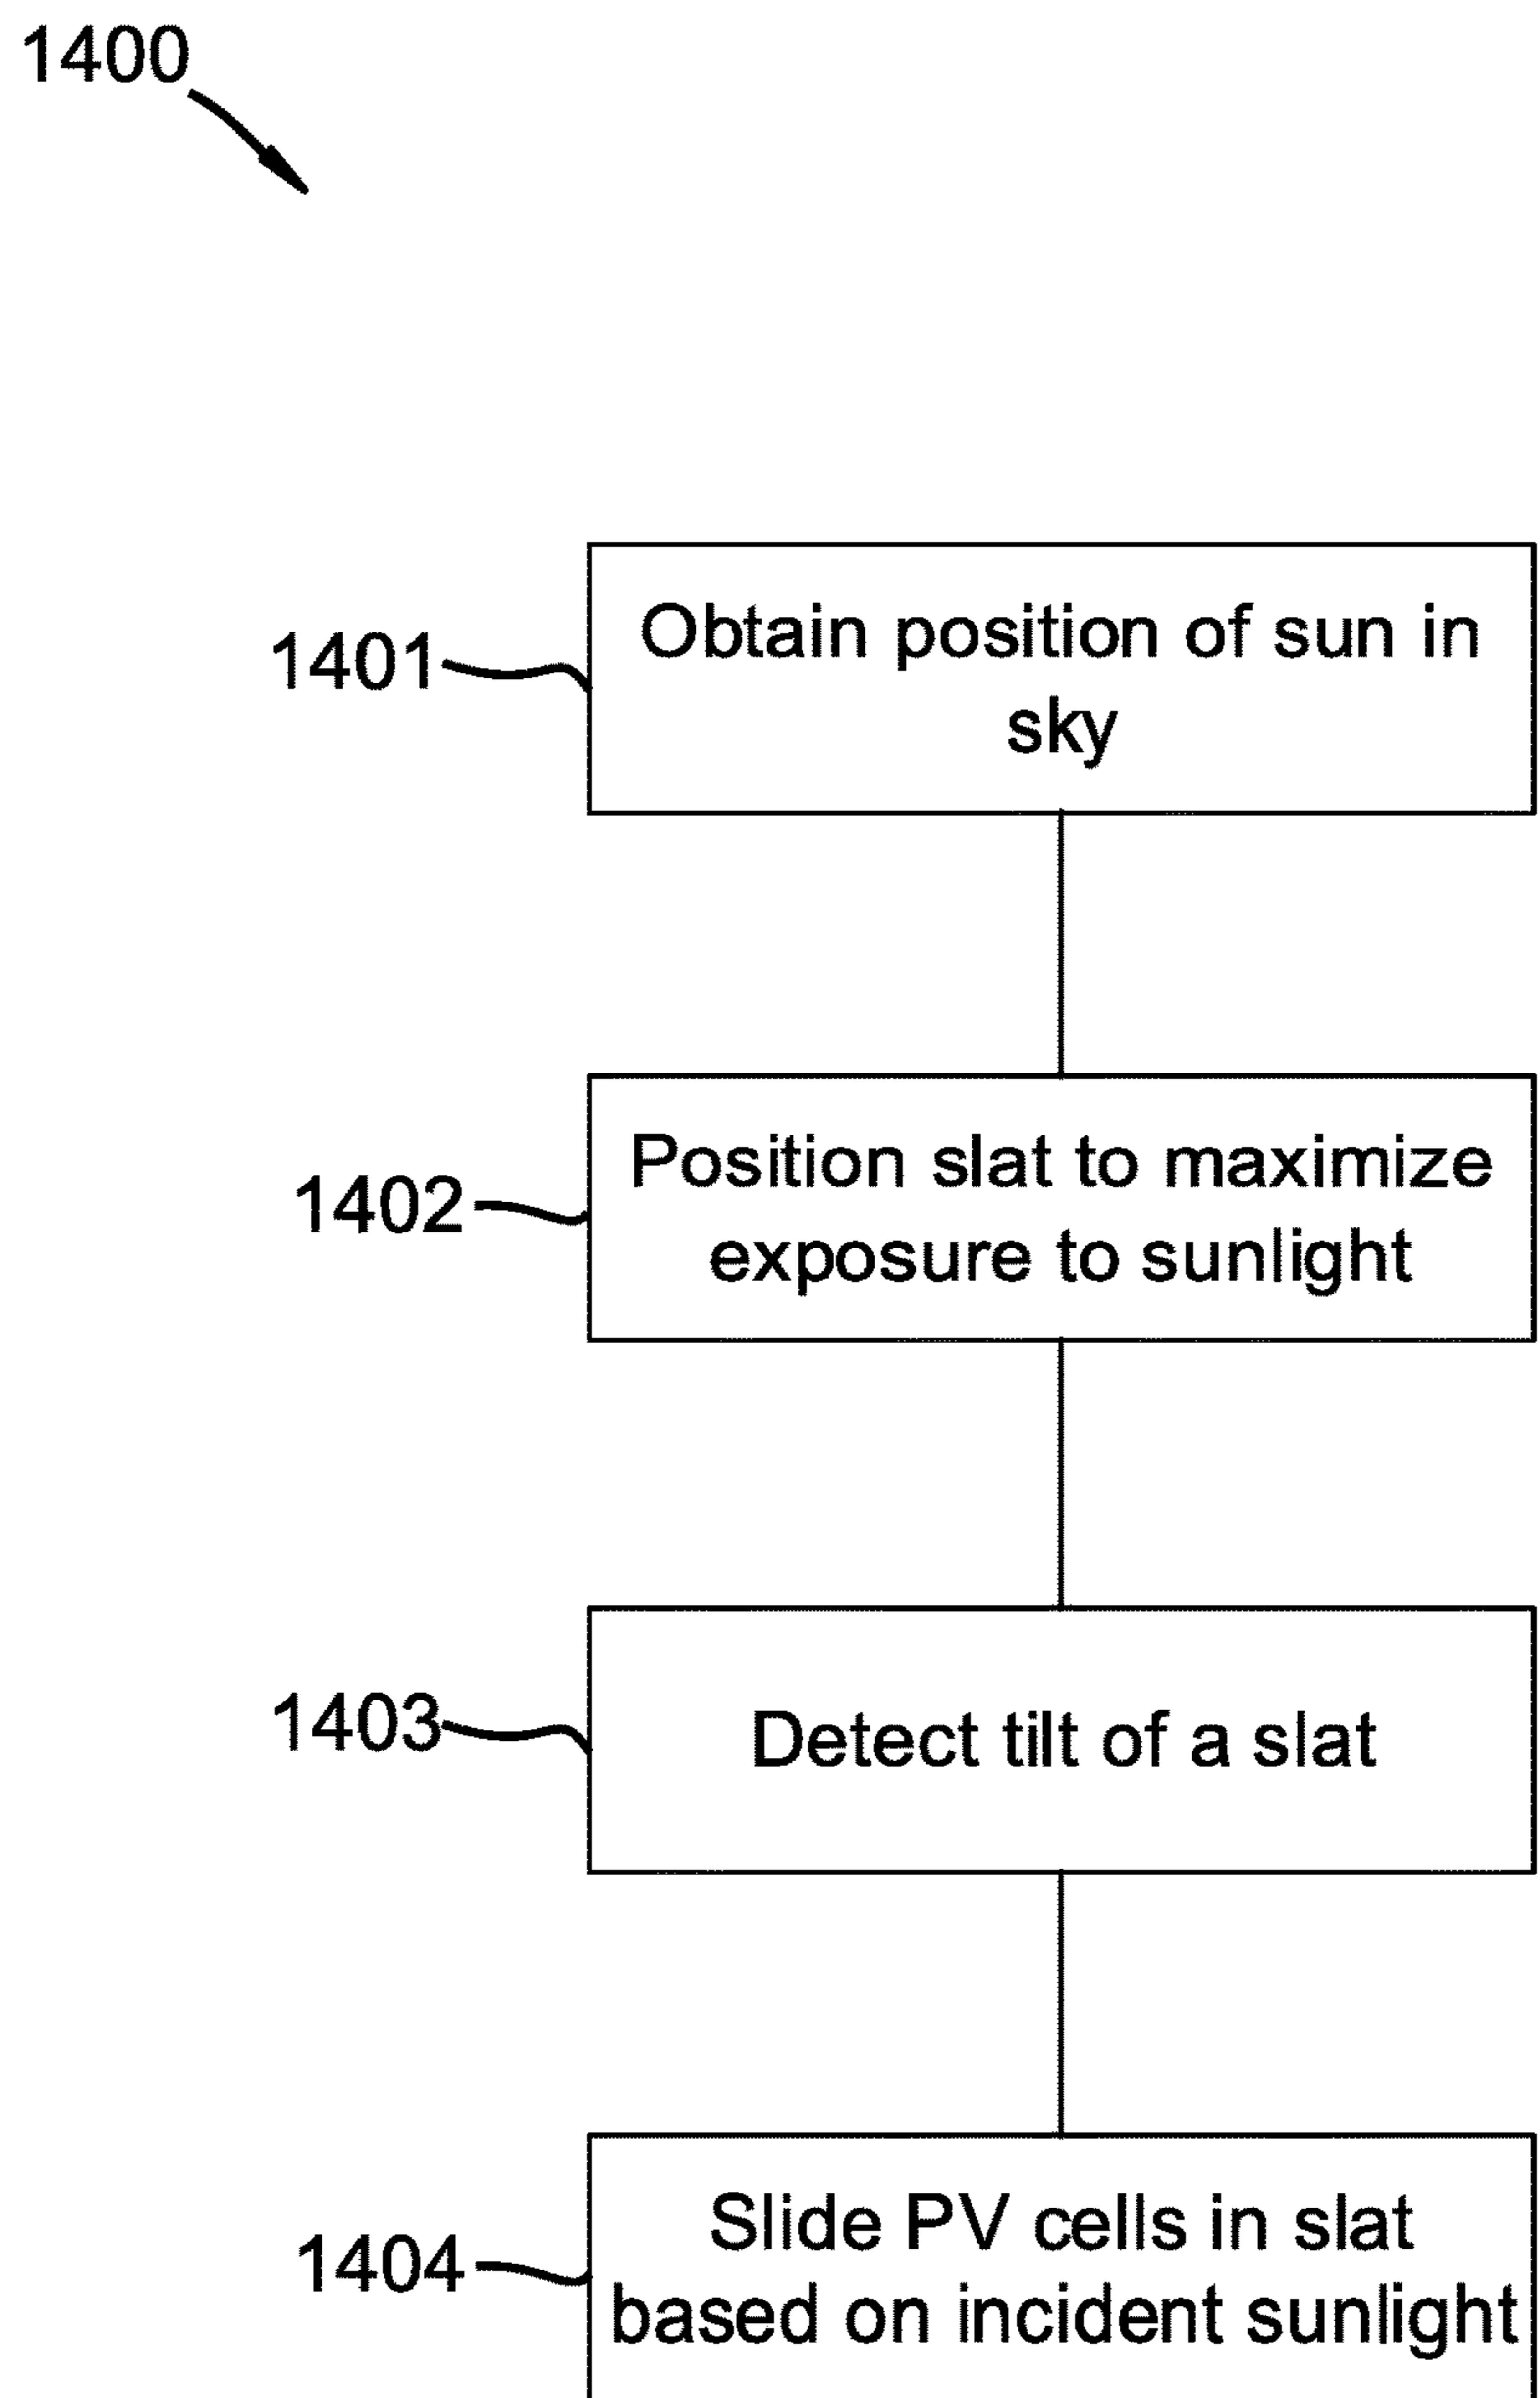 1400
1401
Obtain position of sun in
sky
1402
Position slat to maximize
exposure to sunlight
1403
Detect tilt of a slat
1404
Slide PV cells in slat
based on incident sunlight